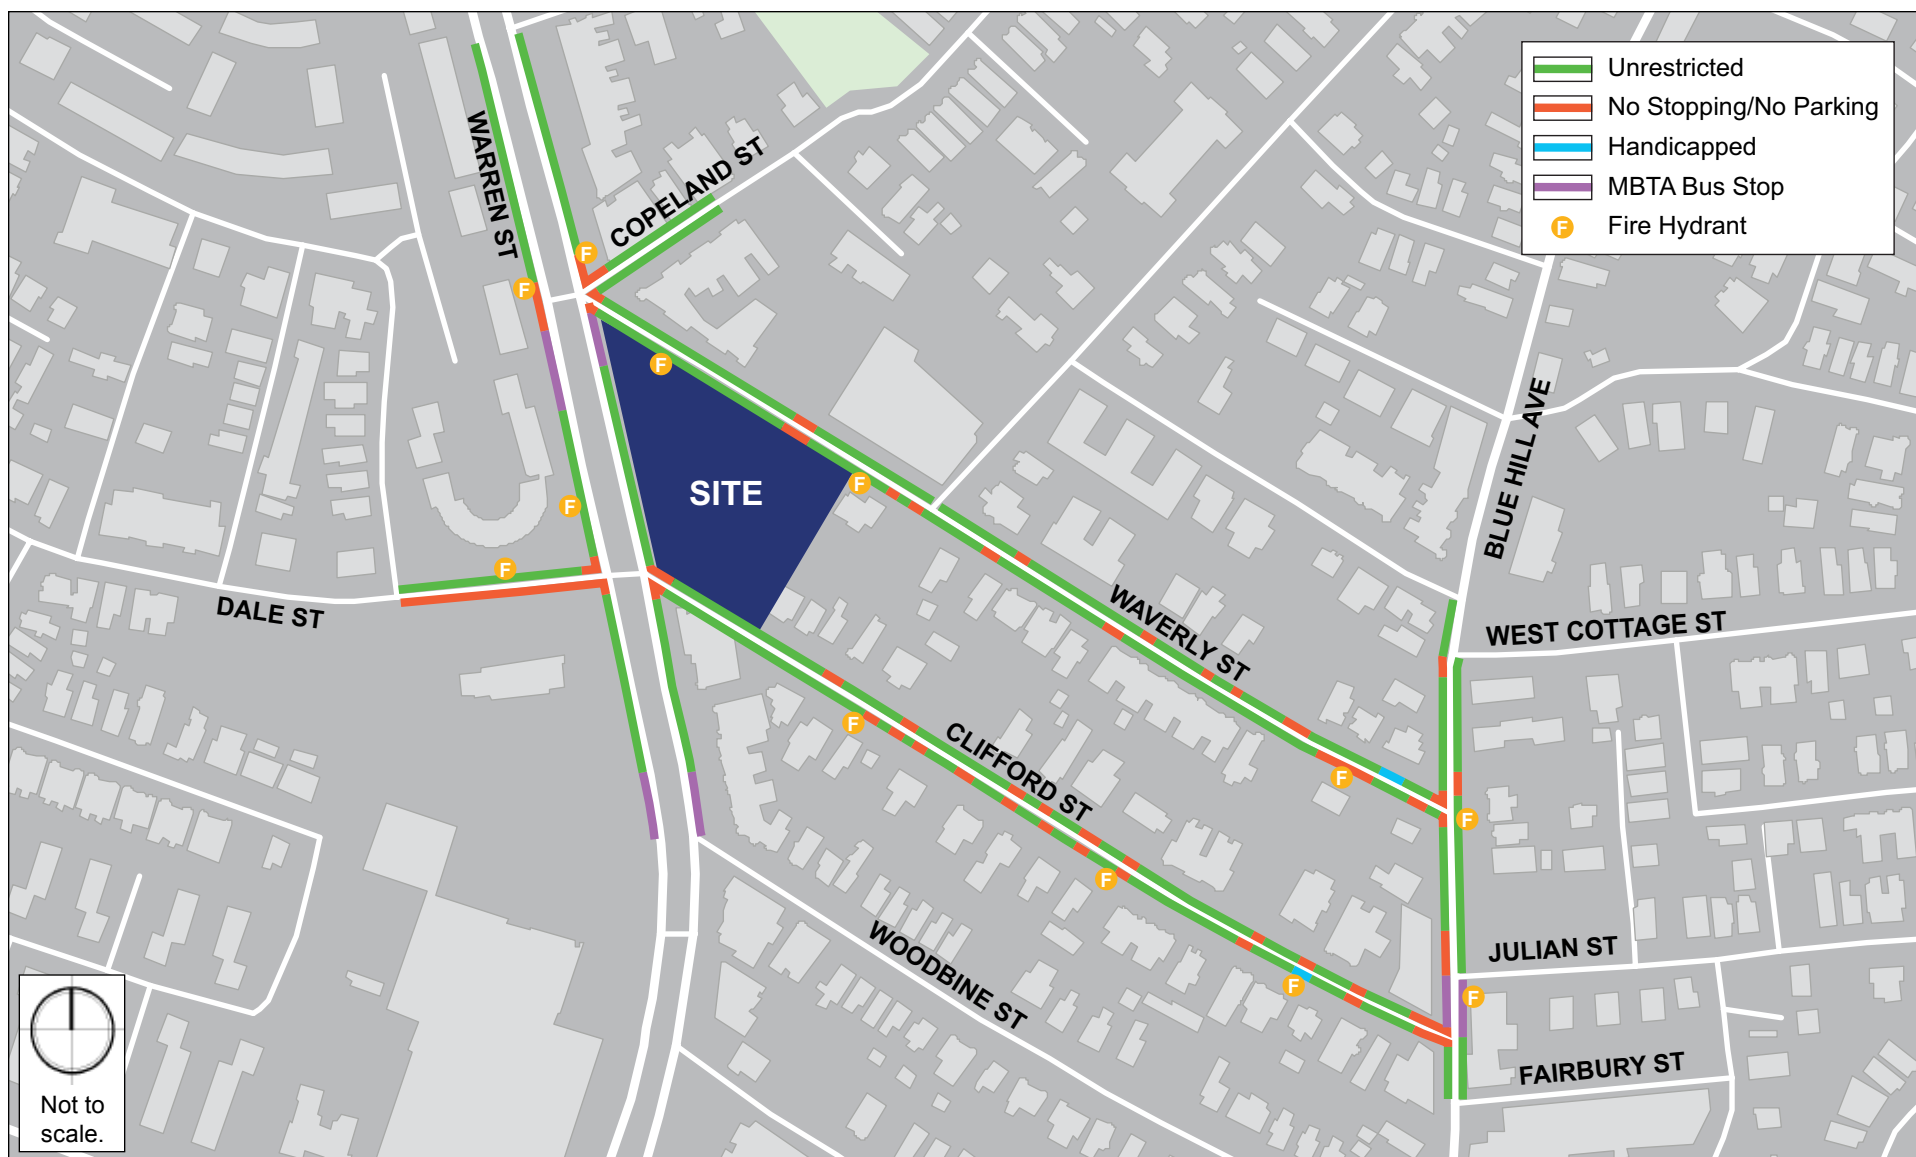 Unrestricted
No Stopping/No Parking
Handicapped
MBTA Bus Stop
F Fire Hydrant
WARREN ST
COPELAND ST
F
F
F
SITE
F
F
F
BLUE HILL AVE
DALE ST
WAVERLY ST
WEST COTTAGE ST
F
CLIFFORD ST
F
F
F
WOODBINE ST
JULIAN ST
F
F
FAIRBURY ST
Not to
scale.